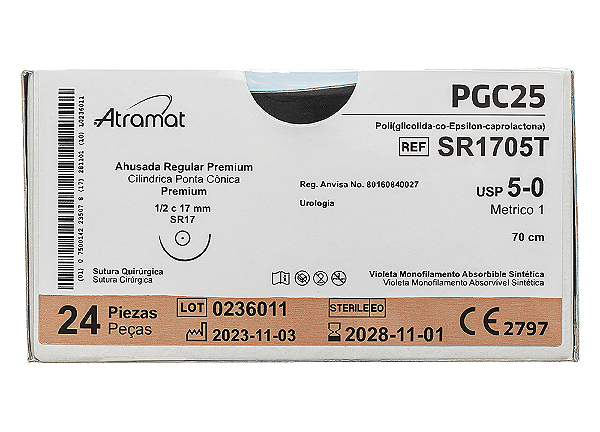 Atramat
PGC25
Poli(glicolida-co-Epsilon-caprolactona)
REF SR1705T
Ahusada Regular Premium
Cilíndrica Ponta Cônica
Premium
1/2 c 17 mm
SR17
Reg. Anvisa No. 80160840027
Urologia
USP 5-0
Metrico 1
70 cm
Sutura Quirúrgica
Sutura Cirúrgica
Violeta Monofilamento Absorbible Sintética
Violeta Monofilamento Absorvível Sintética
24 Piezas
Peças
LOT 0236011
2023-11-03
STERILE EO
2028-11-01
CE 2797